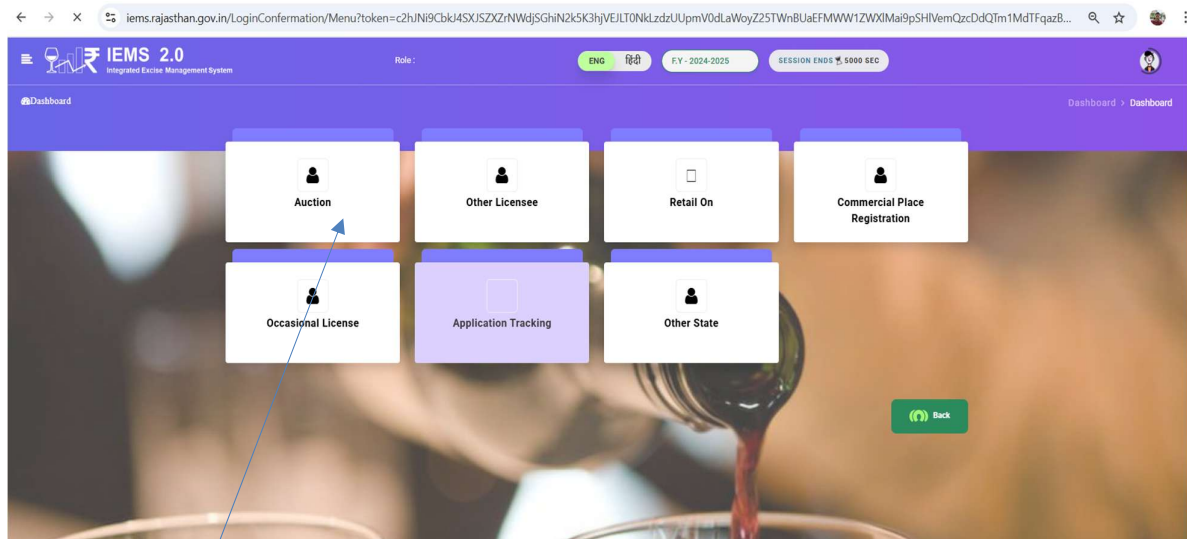 iems.rajasthan.gov.in/LoginConfermation/Menu?token=c2hJNi9CbkJ4SXJSZXZrNWdjSGhiN2k5K3hjVEJLT0NkLzdzUUpmV0dLaWoyZ25TWnBUaEFMWW1ZWXlMai9pSHlVemQzcDdQTm1MdTFqazB...
IEMS 2.0
Integrated Excise Management System
Role :
ENG हिंदी
F.Y - 2024-2025
SESSION ENDS 5000 SEC
Dashboard
Dashboard > Dashboard
Auction
Other Licensee
Retail On
Commercial Place
Registration
Occasional License
Application Tracking
Other State
Back